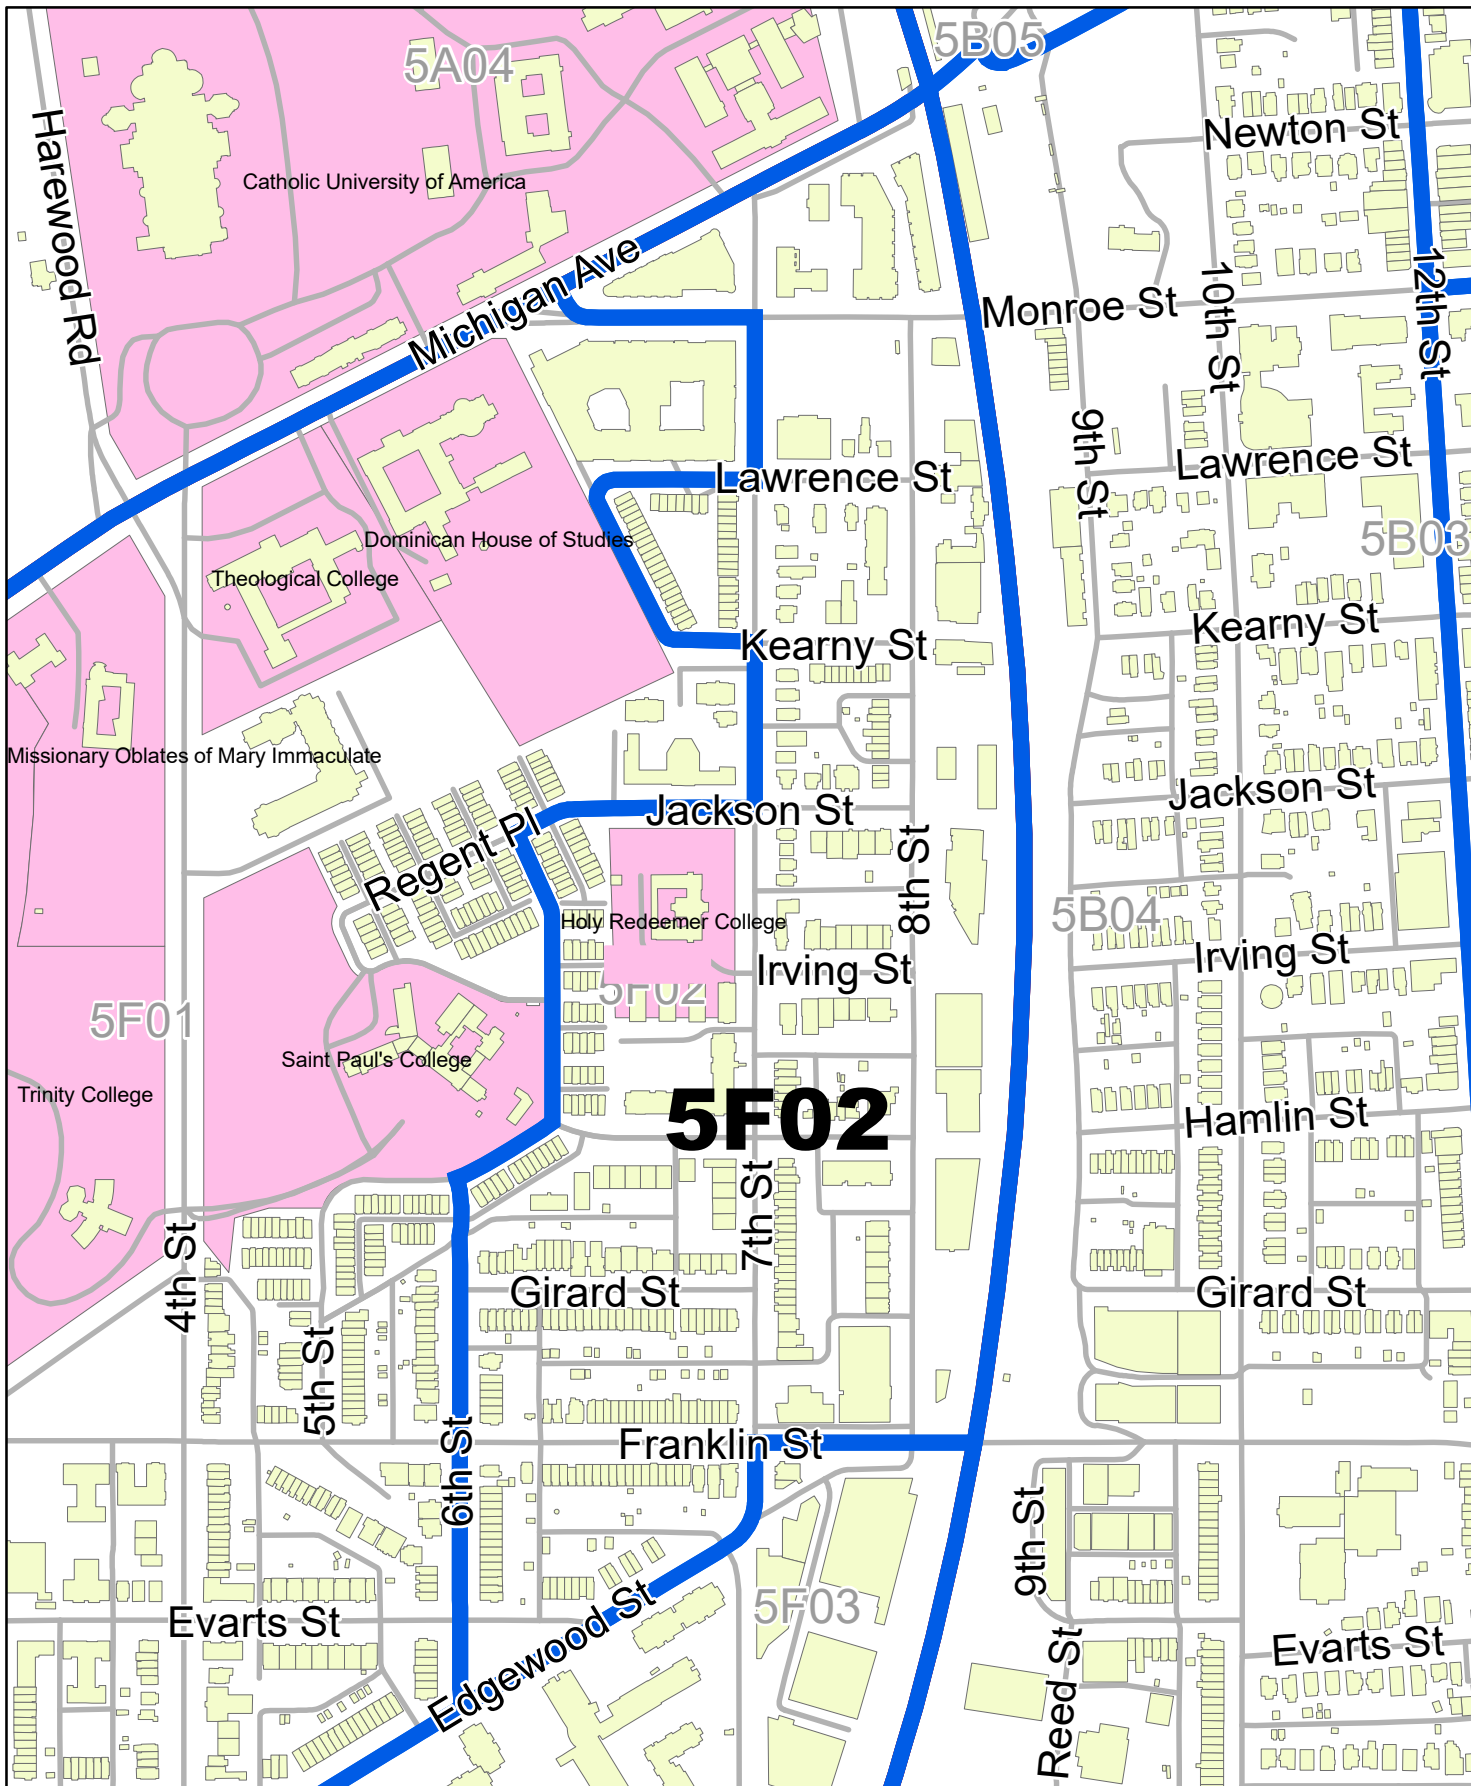 5B05
5A04
Harewood Rd
Newton St
Catholic University of America
Michigan Ave
Monroe St
10th St
12th St
9th St
Lawrence St
Lawrence St
Dominican House of Studies
5B03
Theological College
Kearny St
Kearny St
Missionary Oblates of Mary Immaculate
Jackson St
Jackson St
Regent Pl
8th St
Holy Redeemer College
5B04
Irving St
Irving St
5F02
5F01
Saint Paul's College
Trinity College
5F02
Hamlin St
7th St
4th St
Girard St
Girard St
5th St
6th St
Franklin St
9th St
5F03
Evarts St
Edgewood St
Reed St
Evarts St